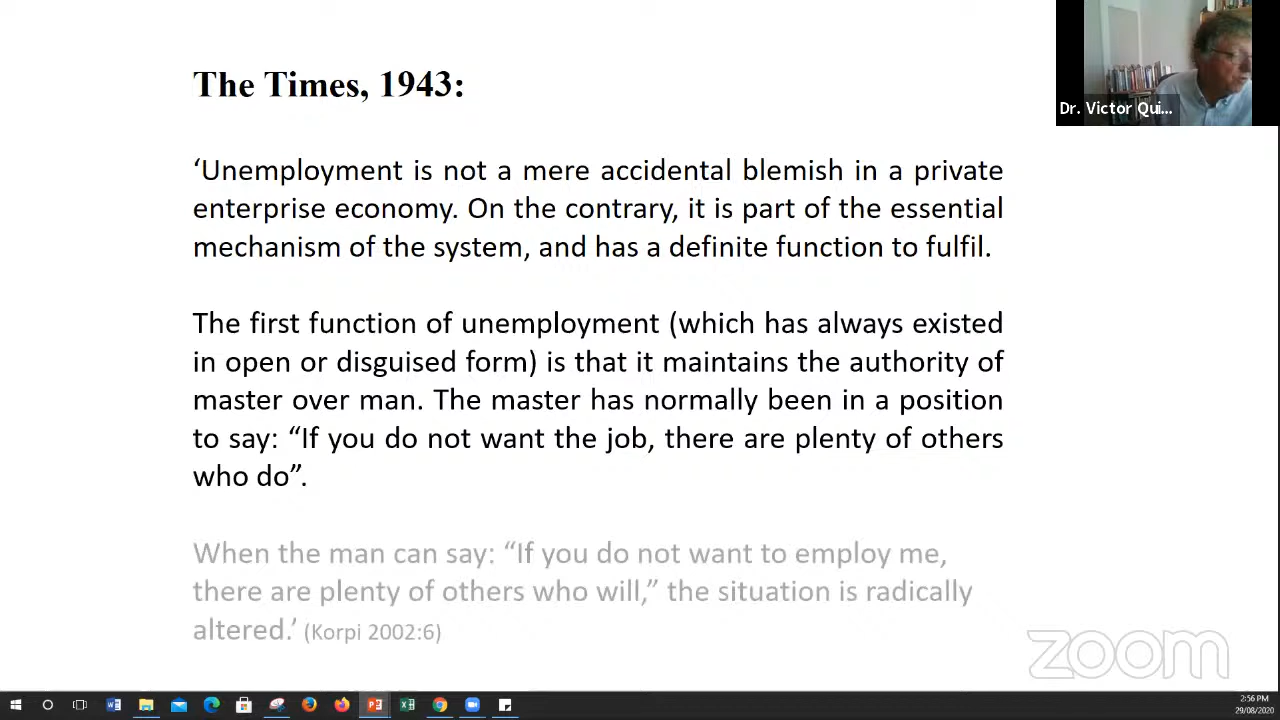 The Times, 1943:
Dr. Victor Qui...
‘Unemployment is not a mere accidental blemish in a private
enterprise economy. On the contrary, it is part of the essential
mechanism of the system, and has a definite function to fulfil.
The first function of unemployment (which has always existed
in open or disguised form) is that it maintains the authority of
master over man. The master has normally been in a position
to say: “If you do not want the job, there are plenty of others
who do”.
When the man can say: “If you do not want to employ me,
there are plenty of others who will,” the situation is radically
altered.’ (Korpi 2002:6)
zoom
2:56 PM
29/08/2020